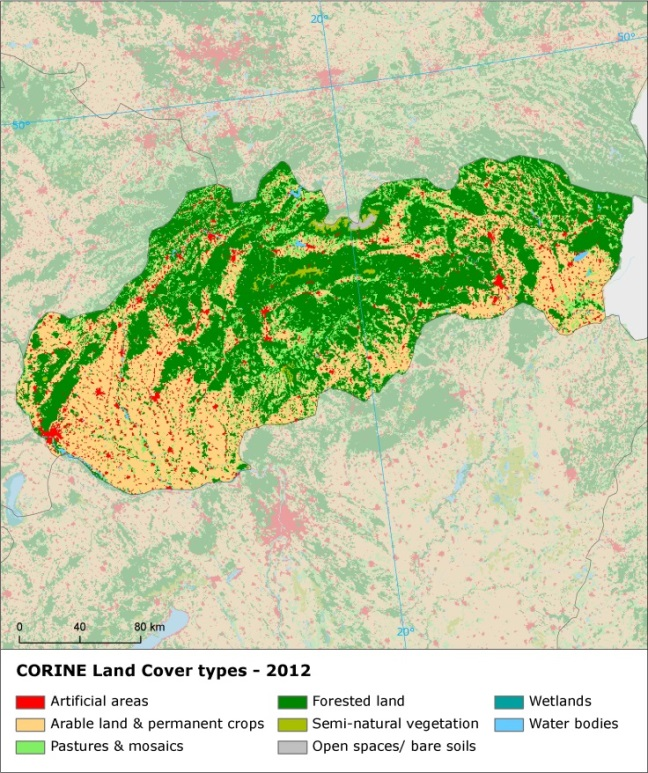 20°
50°
50°
20°
0 40 80 km
CORINE Land Cover types - 2012
Artificial areas
Forested land
Wetlands
Arable land & permanent crops
Semi-natural vegetation
Water bodies
Pastures & mosaics
Open spaces/ bare soils